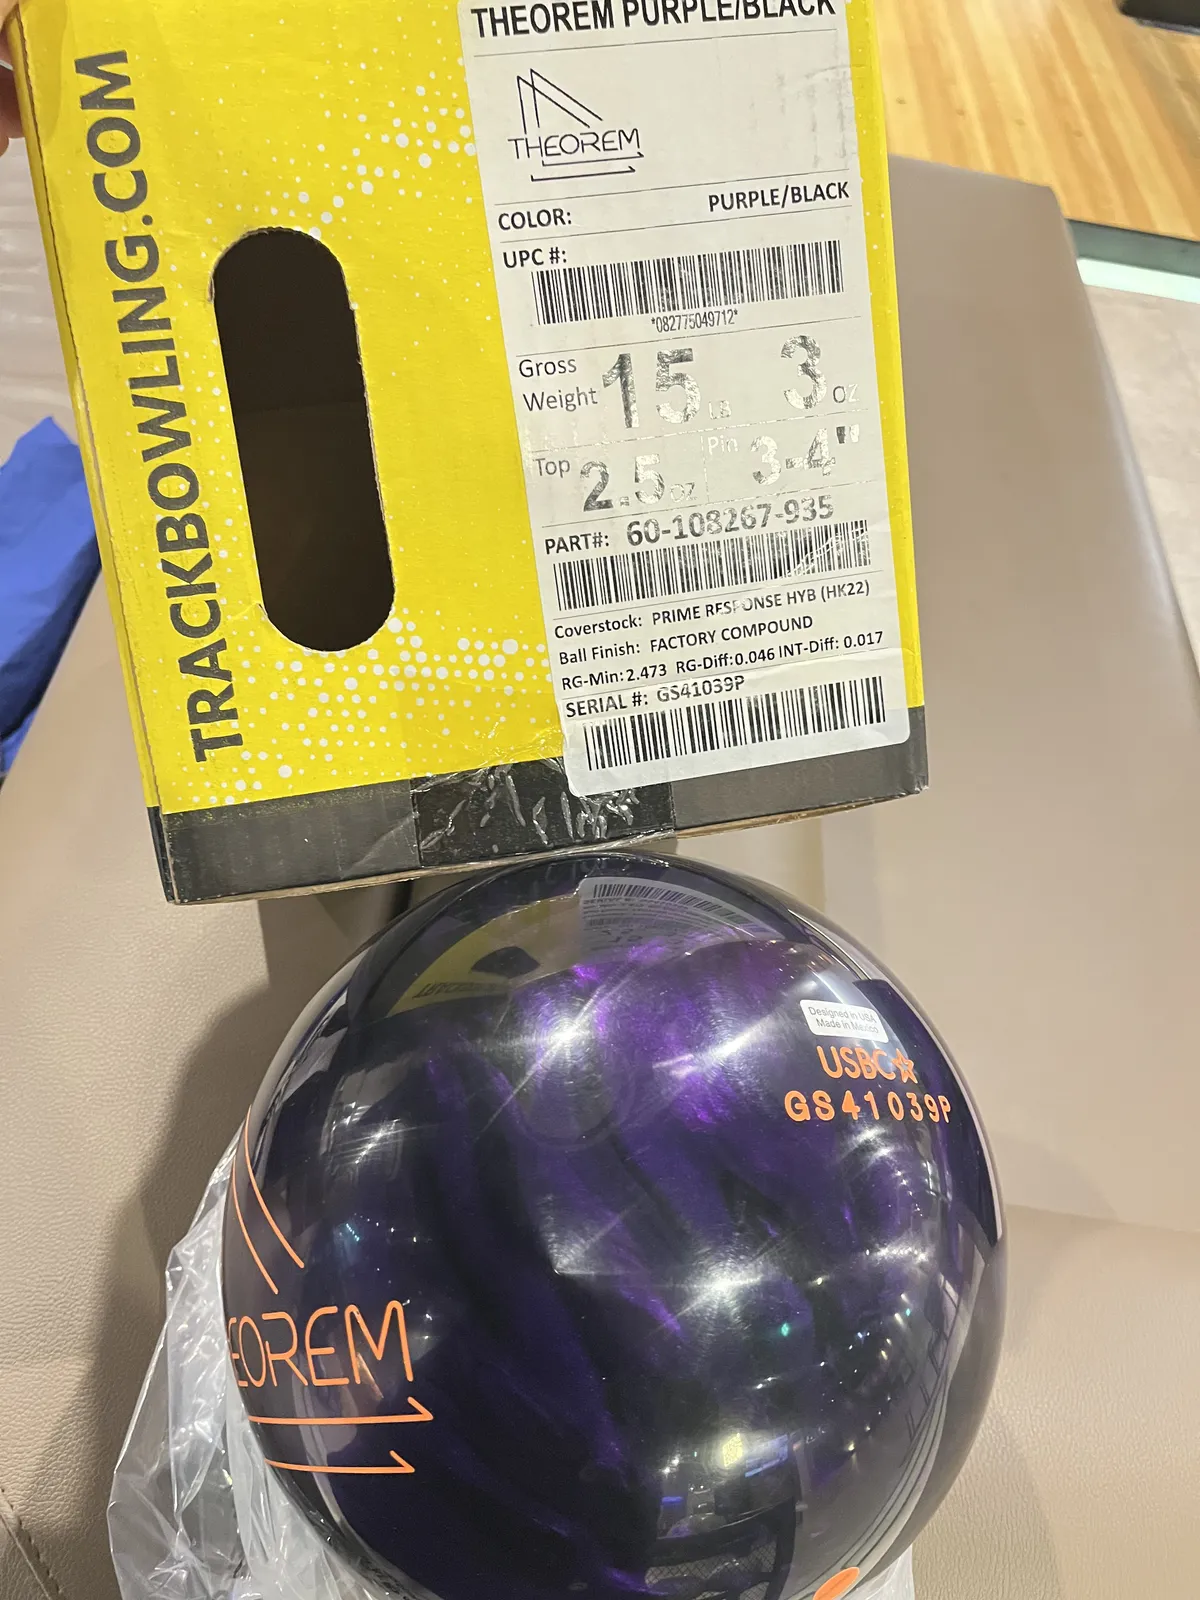 TRACKBOWLING.COM
THEOREM PURPLE/BLACK
THEOREM
COLOR: PURPLE/BLACK
UPC #:
*082775049712*
Gross Weight 15 LB 3 OZ
Top 2.5 OZ Pin 3-4"
PART#: 60-108267-935
Coverstock: PRIME RESPONSE HYB (HK22)
Ball Finish: FACTORY COMPOUND
RG-Min:2.473 RG-Diff:0.046 INT-Diff: 0.017
SERIAL #: GS41039P
Designed in USA
Made in Mexico
USBC☆
GS41039P
EOREM